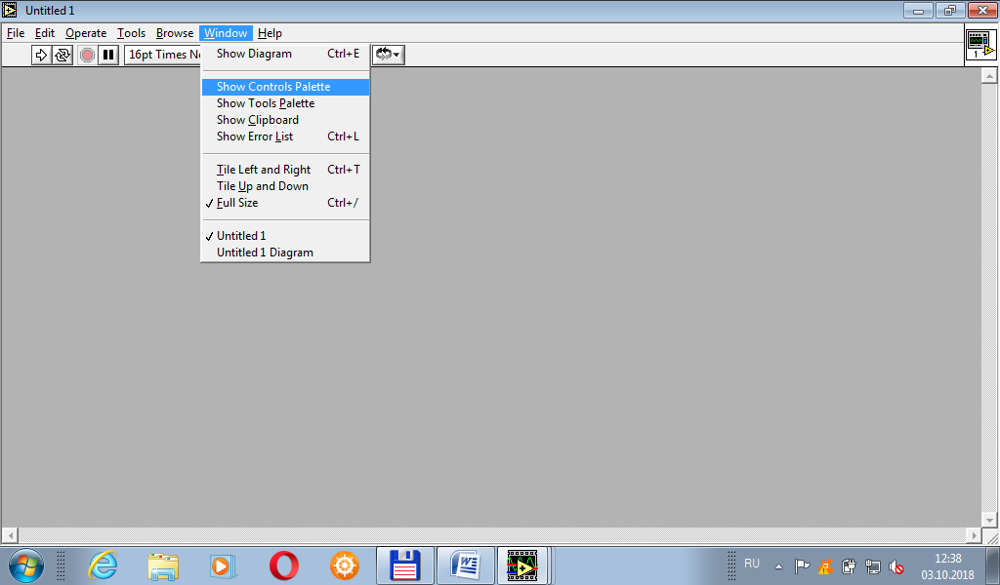 Untitled 1
File Edit Operate Tools Browse Window Help
16pt Times
Show Diagram Ctrl+E
Show Controls Palette
Show Tools Palette
Show Clipboard
Show Error List Ctrl+L
Tile Left and Right Ctrl+T
Tile Up and Down
✓ Full Size Ctrl+/
✓ Untitled 1
Untitled 1 Diagram
1
RU
12:38
03.10.2018